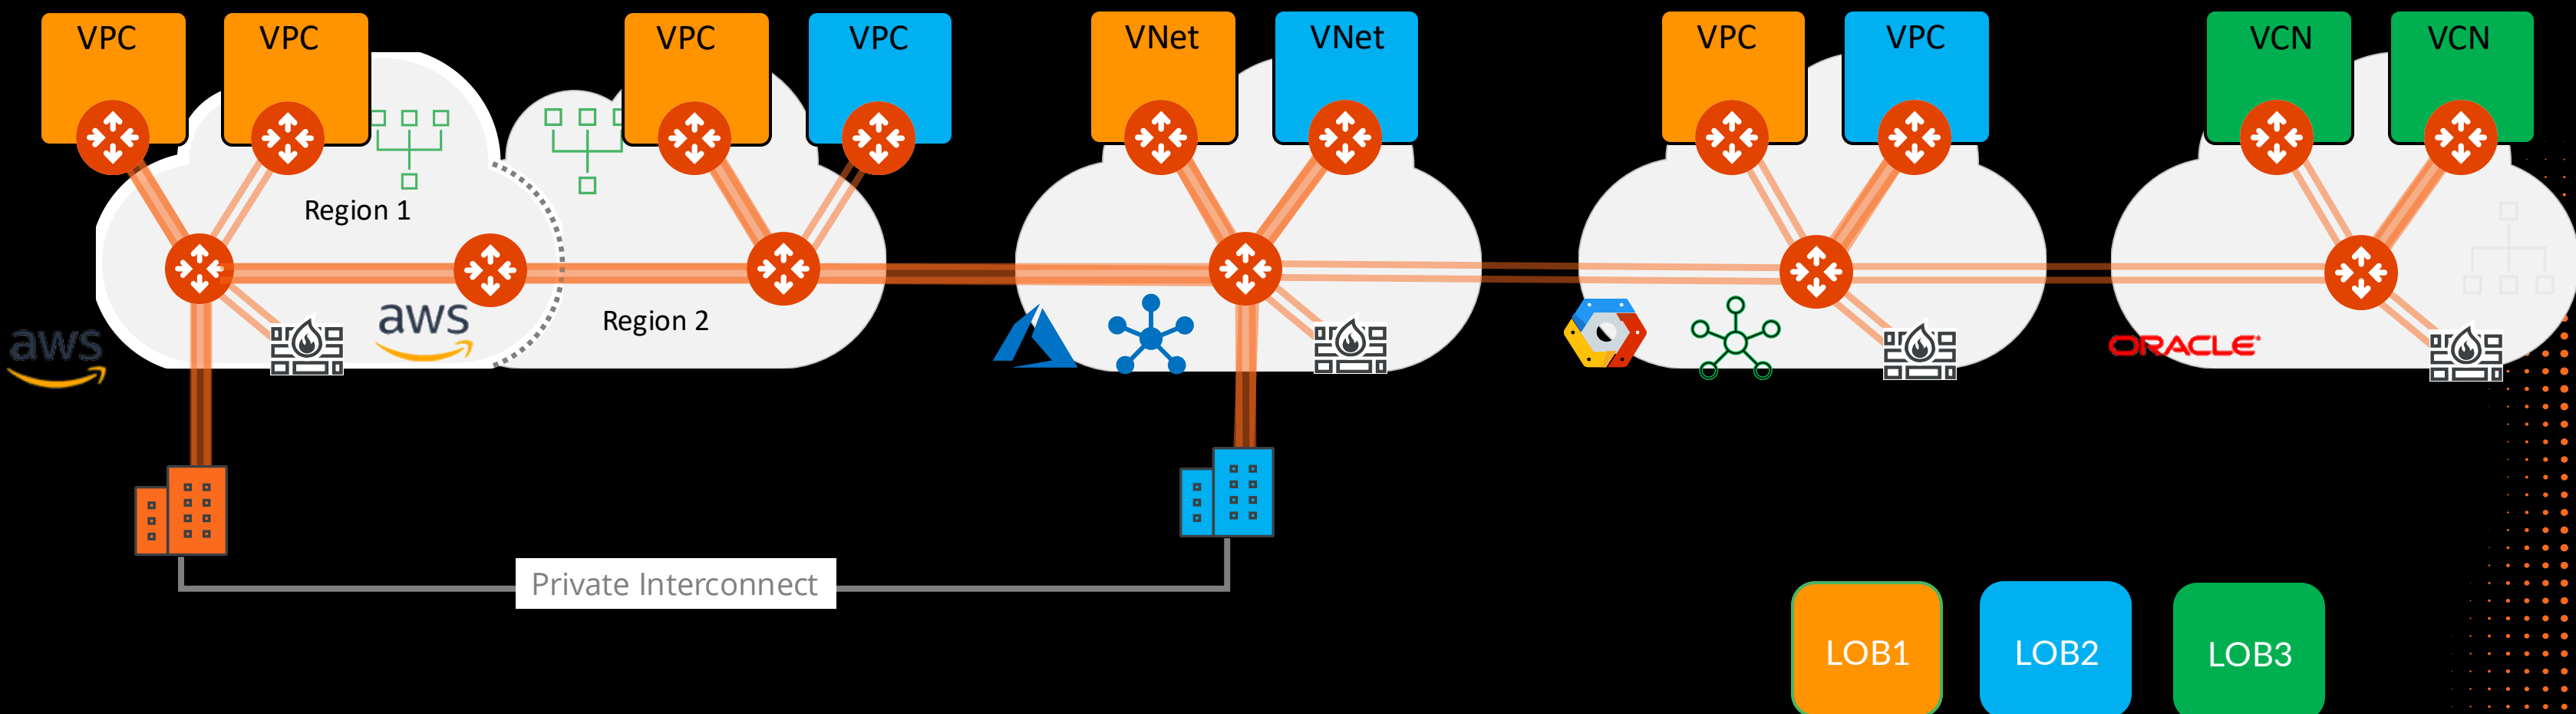 VPC
VPC
VPC
VPC
VNet
VNet
VPC
VPC
VCN
VCN
Region 1
Region 2
aws
aws
ORACLE
Private Interconnect
LOB1
LOB2
LOB3